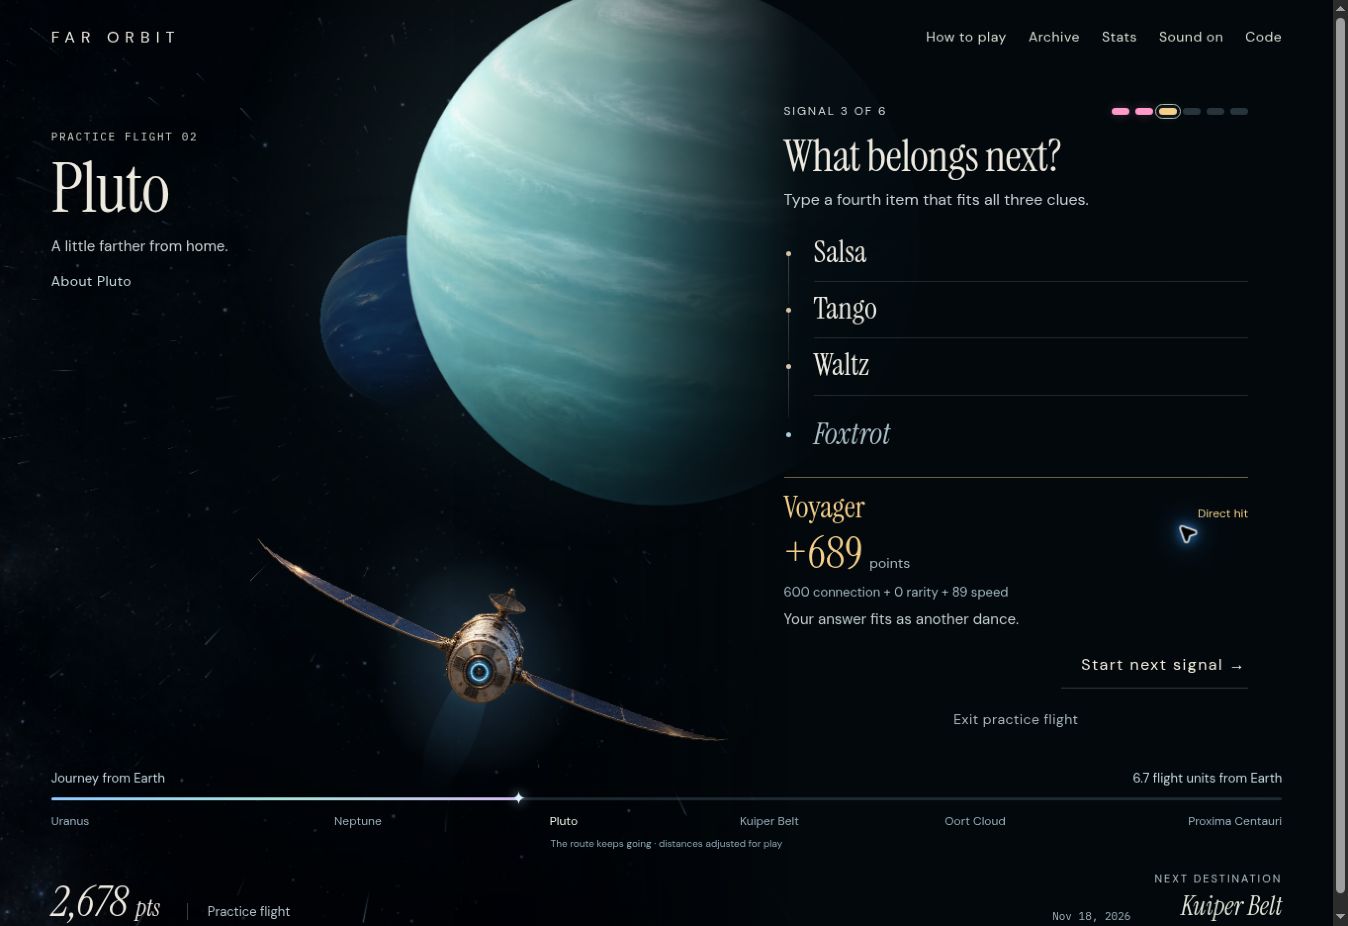 FAR ORBIT
How to play Archive Stats Sound on Code
PRACTICE FLIGHT 02
Pluto
A little farther from home.
About Pluto
SIGNAL 3 OF 6
What belongs next?
Type a fourth item that fits all three clues.
Salsa
Tango
Waltz
Foxtrot
Voyager
Direct hit
+689 points
600 connection + 0 rarity + 89 speed
Your answer fits as another dance.
Start next signal →
Exit practice flight
Journey from Earth
6.7 flight units from Earth
Uranus Neptune Pluto Kuiper Belt Oort Cloud Proxima Centauri
The route keeps going · distances adjusted for play
2,678 pts
Practice flight
Nov 18, 2026
NEXT DESTINATION
Kuiper Belt